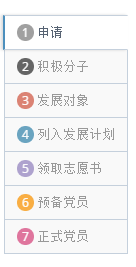 1 申请
2 积极分子
3 发展对象
4 列入发展计划
5 领取志愿书
6 预备党员
7 正式党员